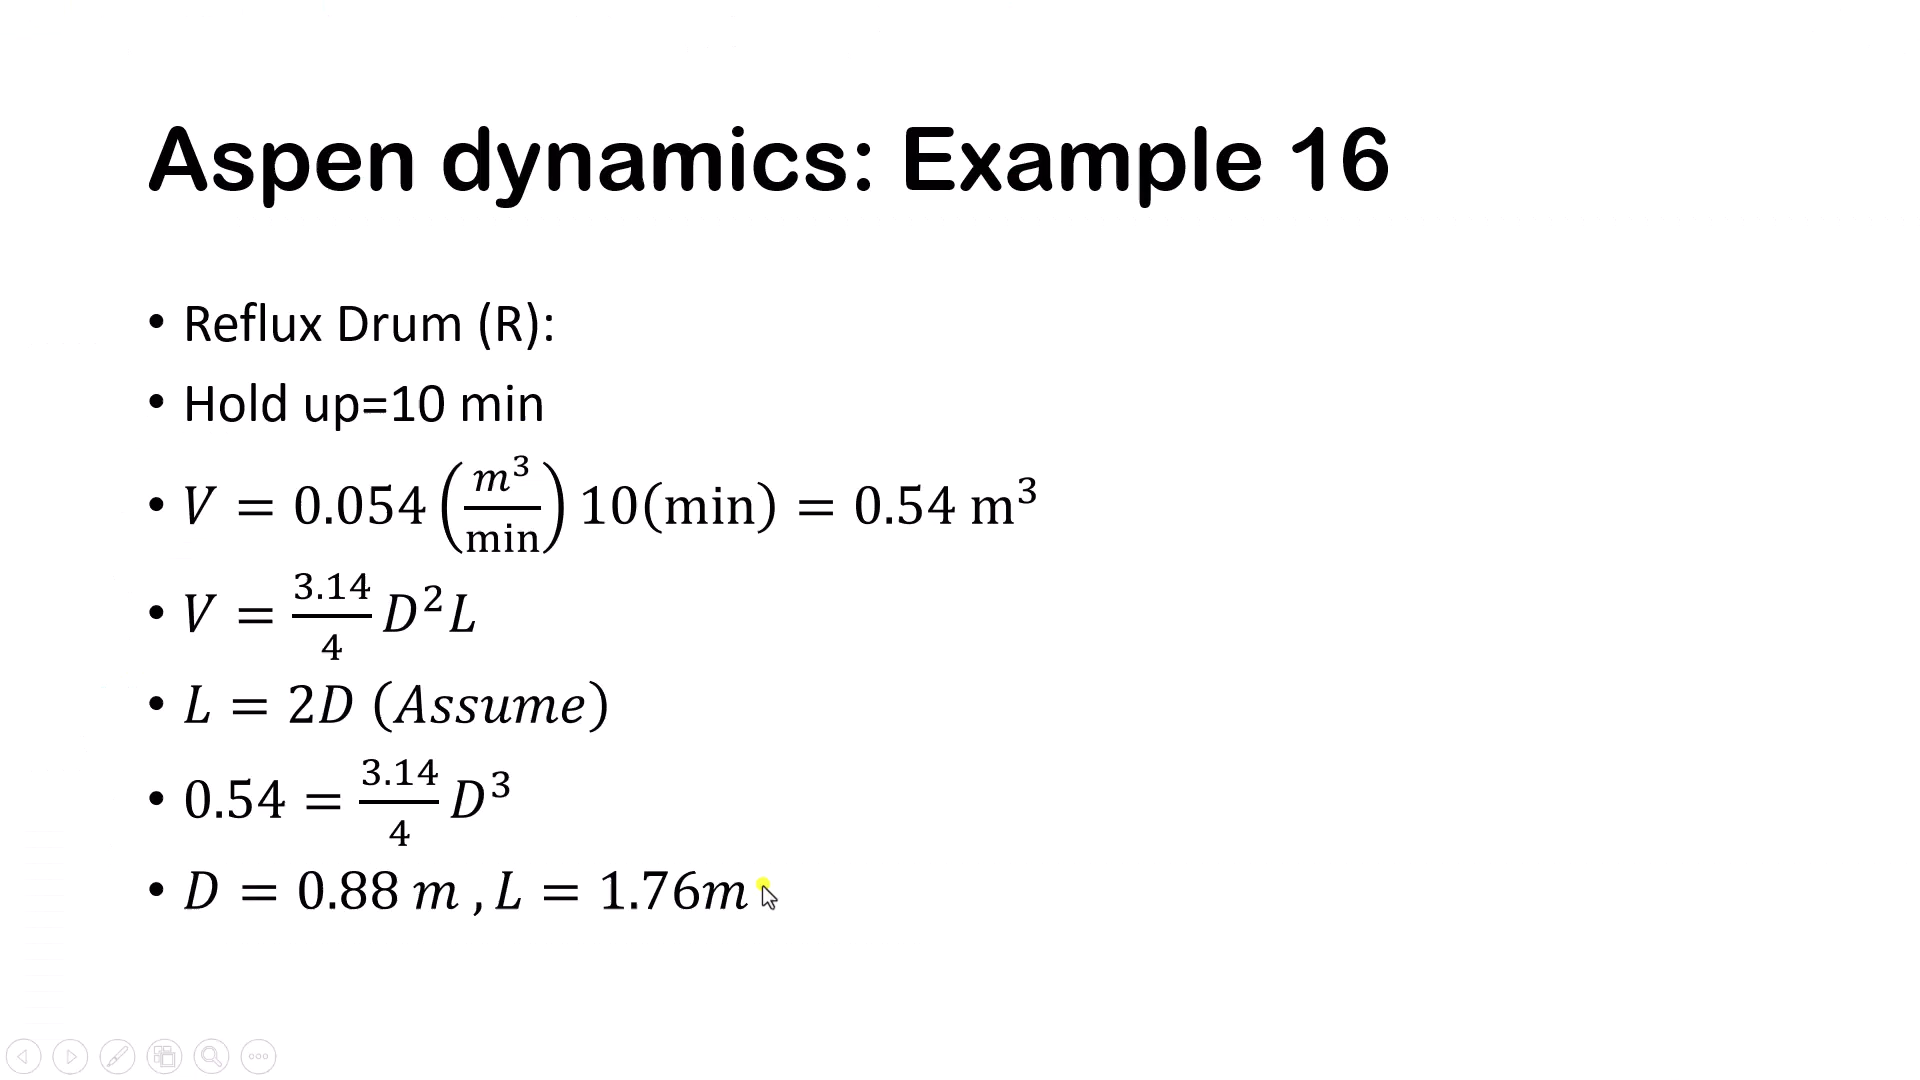 Aspen dynamics: Example 16
• Reflux Drum (R):
• Hold up=10 min
• V = 0.054 (m³/min) 10(min) = 0.54 m³
• V = 3.14/4 D²L
• L = 2D (Assume)
• 0.54 = 3.14/4 D³
• D = 0.88 m , L = 1.76m